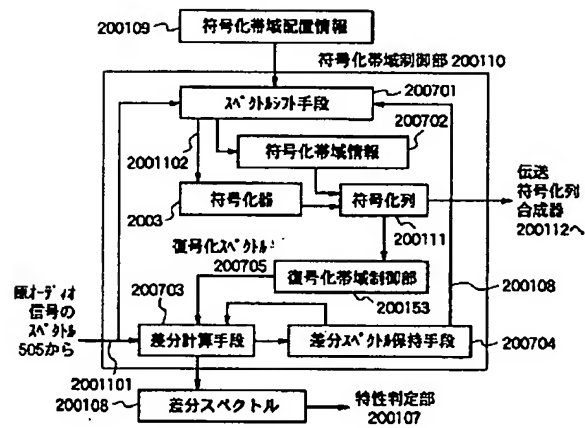 200109
符号化帯域配置情報
符号化帯域制御部 200110
スペクトルシフト手段
200701
200702
2001102
符号化帯域情報
符号化器
2003
符号化列
200111
伝送
符号化列
合成器
200112へ
復号化スペクトル
200705
復号化帯域制御部
200153
200108
原オーディオ
信号の
スペクトル
505から
200703
差分計算手段
差分スペクトル保持手段
200704
2001101
200108
差分スペクトル
特性判定部
200107